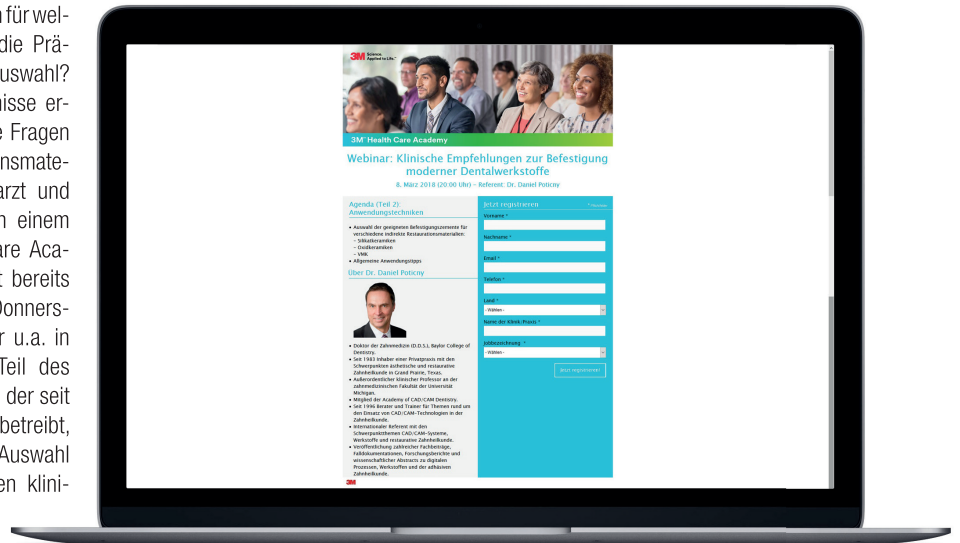 n für wel-
die Prä-
uswahl?
nisse er-
e Fragen
nsmate-
arzt und
n einem
are Aca-
t bereits
Donners-
r u.a. in
Teil des
der seit
betreibt,
Auswahl
en klini-
3M Science.
Applied to Life.™
3M™ Health Care Academy
Webinar: Klinische Empfehlungen zur Befestigung
moderner Dentalwerkstoffe
8. März 2018 (20:00 Uhr) – Referent: Dr. Daniel Poticny
Agenda (Teil 2):
Anwendungstechniken
• Auswahl der geeigneten Befestigungszemente für
verschiedene indirekte Restaurationsmaterialien:
– Silikatkeramiken
– Oxidkeramiken
– VMK
• Allgemeine Anwendungstipps
Über Dr. Daniel Poticny
• Doktor der Zahnmedizin (D.D.S.), Baylor College of
Dentistry.
• Seit 1983 Inhaber einer Privatpraxis mit den
Schwerpunkten ästhetische und restaurative
Zahnheilkunde in Grand Prairie, Texas.
• Außerordentlicher klinischer Professor an der
zahnmedizinischen Fakultät der Universität
Michigan.
• Mitglied der Academy of CAD/CAM Dentistry.
• Seit 1996 Berater und Trainer für Themen rund um
den Einsatz von CAD/CAM-Technologien in der
Zahnheilkunde.
• Internationaler Referent mit den
Schwerpunktthemen CAD/CAM-Systeme,
Werkstoffe und restaurative Zahnheilkunde.
• Veröffentlichung zahlreicher Fachbeiträge,
Falldokumentationen, Forschungsberichte und
wissenschaftlicher Abstracts zu digitalen
Prozessen, Werkstoffen und der adhäsiven
Zahnheilkunde.
3M
Jetzt registrieren
Vorname *
Nachname *
Email *
Telefon *
Land *
- Wählen -
Name der Klinik/Praxis *
Jobbezeichnung *
- Wählen -
Jetzt registrieren!